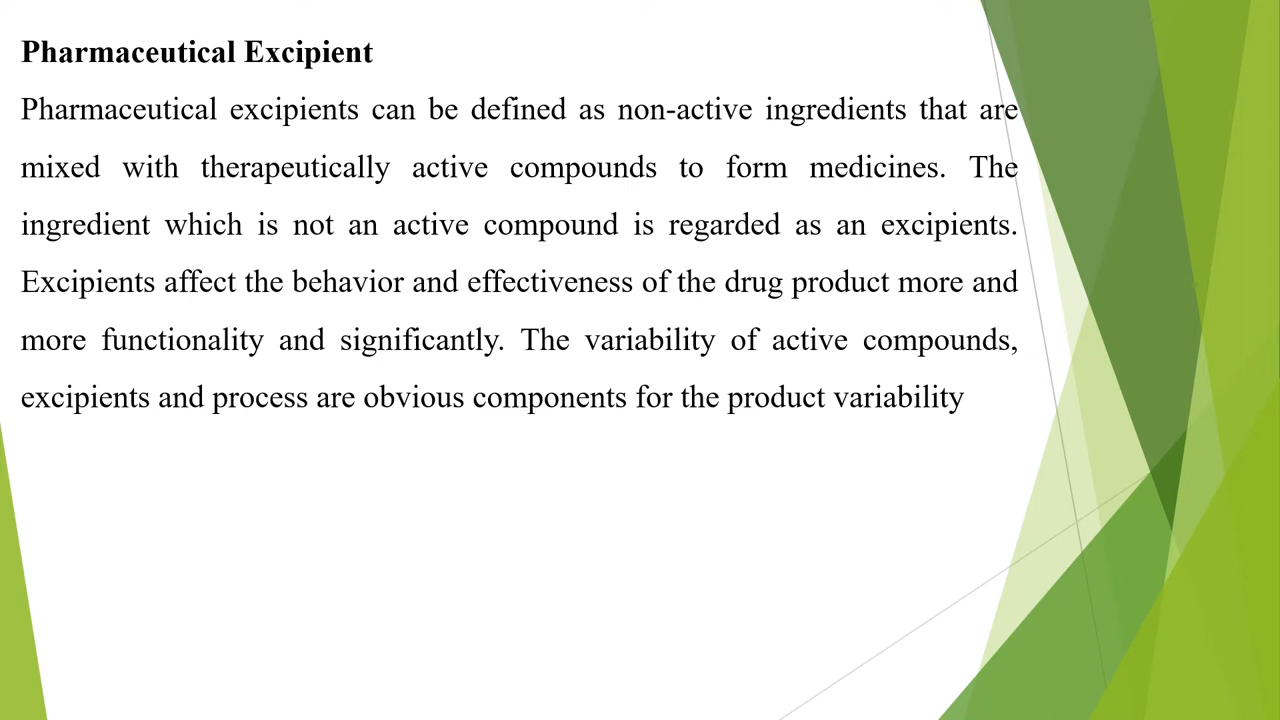 Pharmaceutical Excipient
Pharmaceutical excipients can be defined as non-active ingredients that are
mixed with therapeutically active compounds to form medicines. The
ingredient which is not an active compound is regarded as an excipients.
Excipients affect the behavior and effectiveness of the drug product more and
more functionality and significantly. The variability of active compounds,
excipients and process are obvious components for the product variability